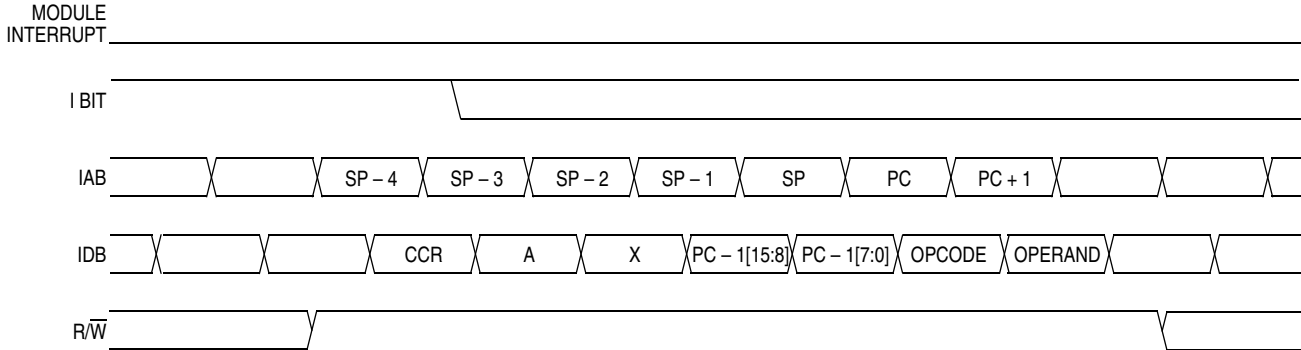 MODULE
INTERRUPT
I BIT
IAB SP – 4 SP – 3 SP – 2 SP – 1 SP PC PC + 1
IDB CCR A X PC – 1[15:8] PC – 1[7:0] OPCODE OPERAND
R/W̅